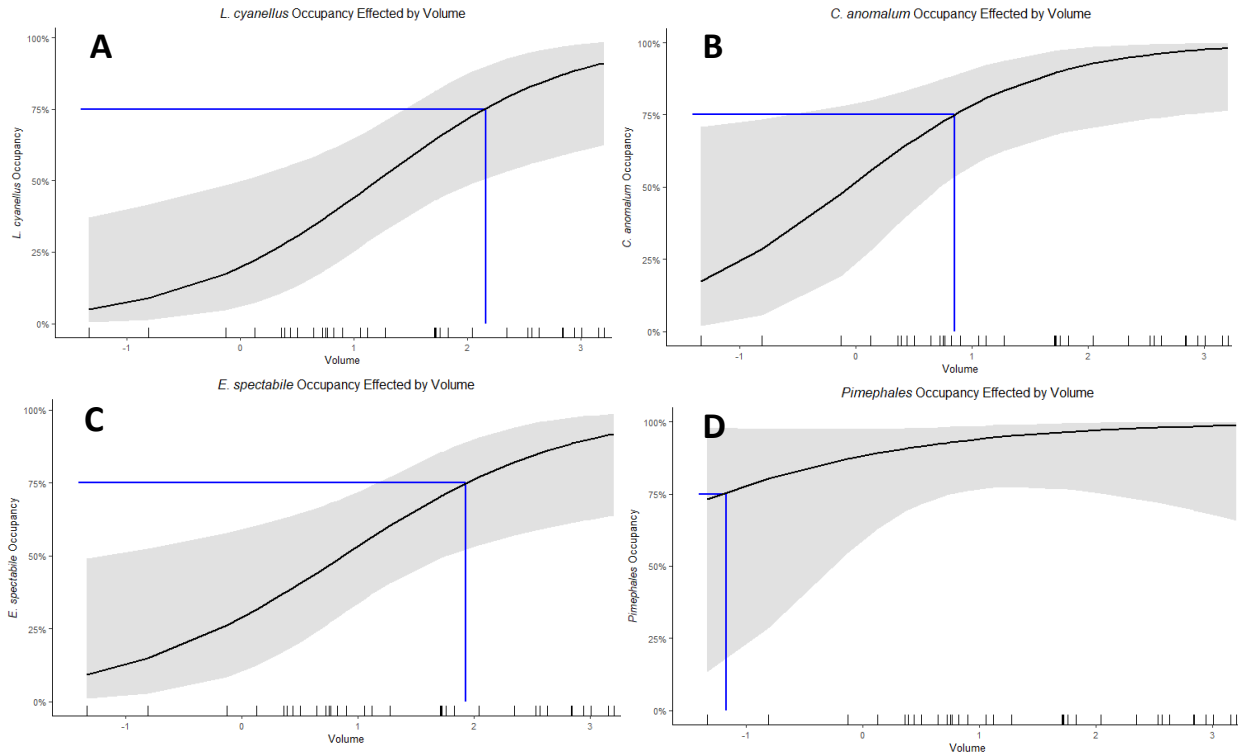 L. cyanellus Occupancy Effected by Volume
A
100%
75%
50%
25%
0%
L. cyanellus Occupancy
-1 0 1 2 3
Volume
C. anomalum Occupancy Effected by Volume
B
100%
75%
50%
25%
0%
C. anomalum Occupancy
-1 0 1 2 3
Volume
E. spectabile Occupancy Effected by Volume
C
100%
75%
50%
25%
0%
E. spectabile Occupancy
-1 0 1 2 3
Volume
Pimephales Occupancy Effected by Volume
D
100%
75%
50%
25%
0%
Pimephales Occupancy
-1 0 1 2 3
Volume